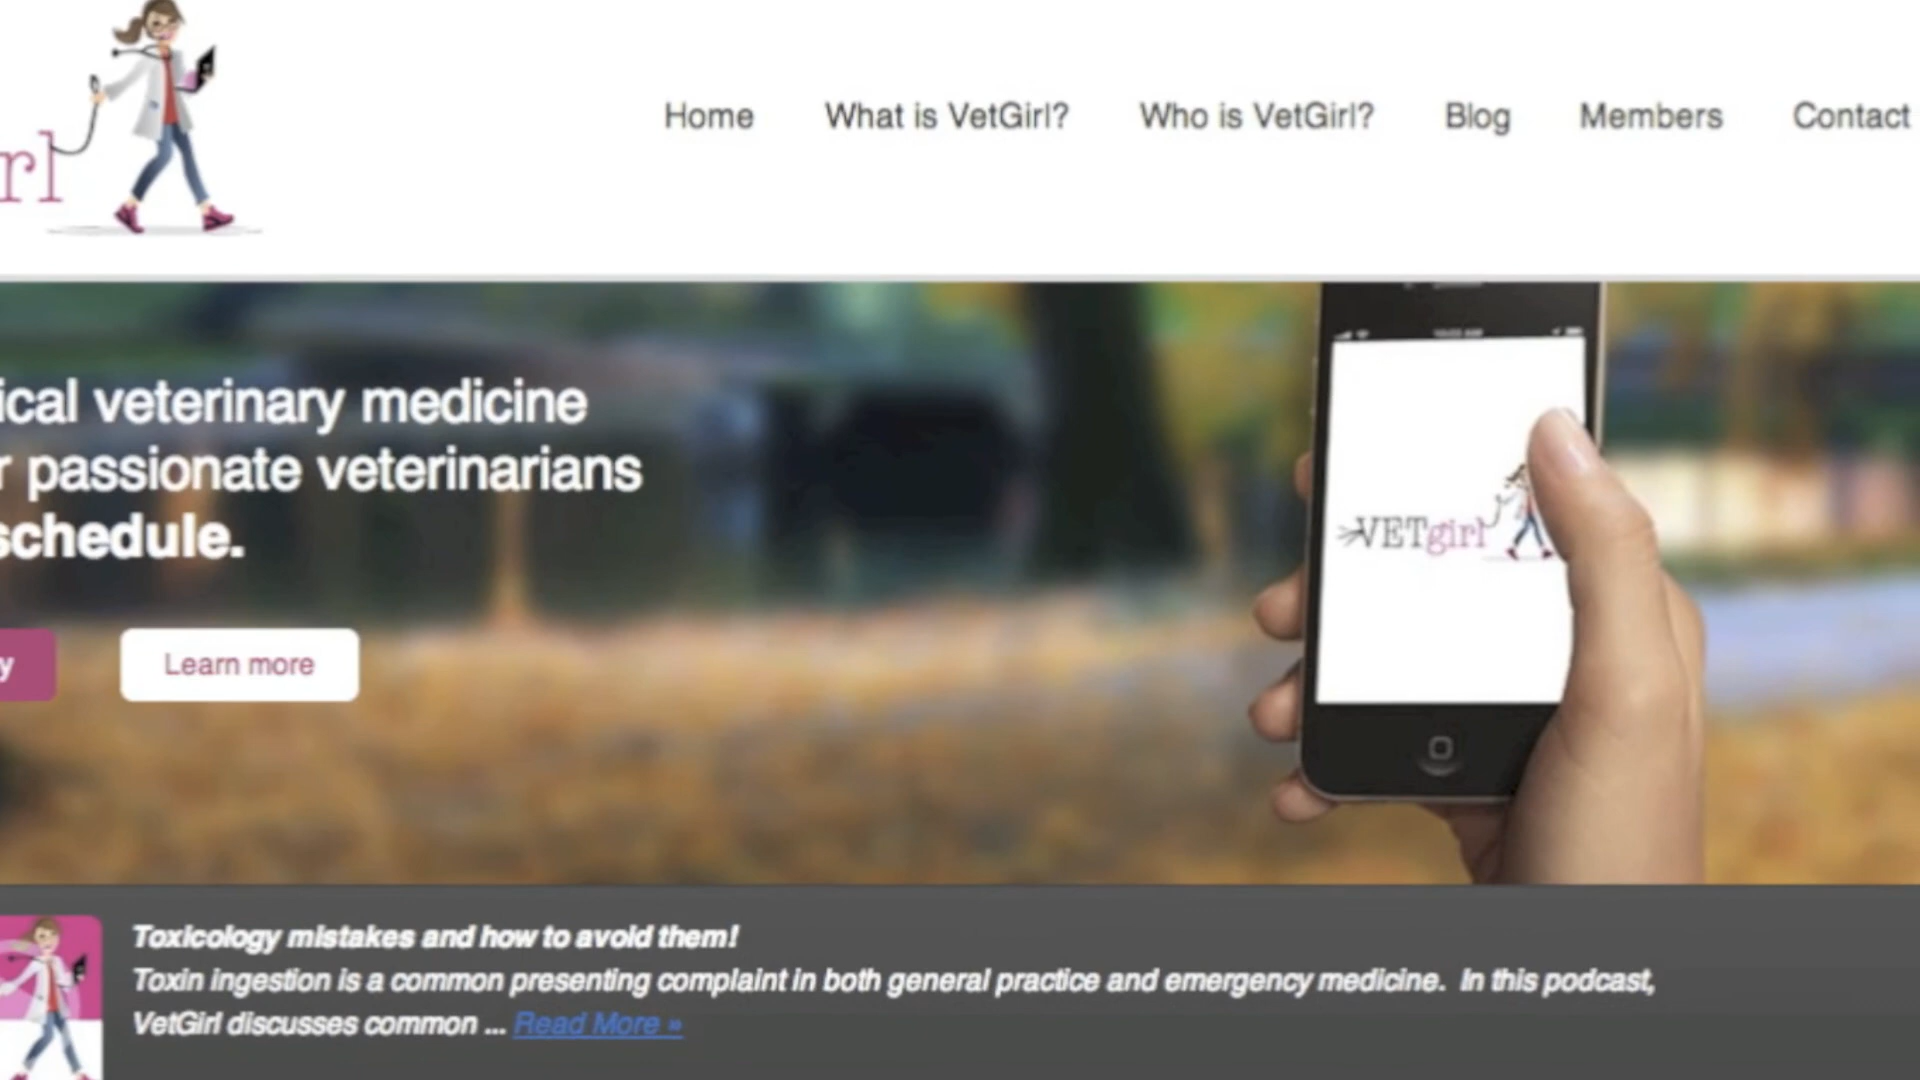 rl
Home What is VetGirl? Who is VetGirl? Blog Members Contact
ical veterinary medicine
r passionate veterinarians
schedule.
y Learn more
VETgirl
Toxicology mistakes and how to avoid them!
Toxin ingestion is a common presenting complaint in both general practice and emergency medicine. In this podcast,
VetGirl discusses common ... Read More »